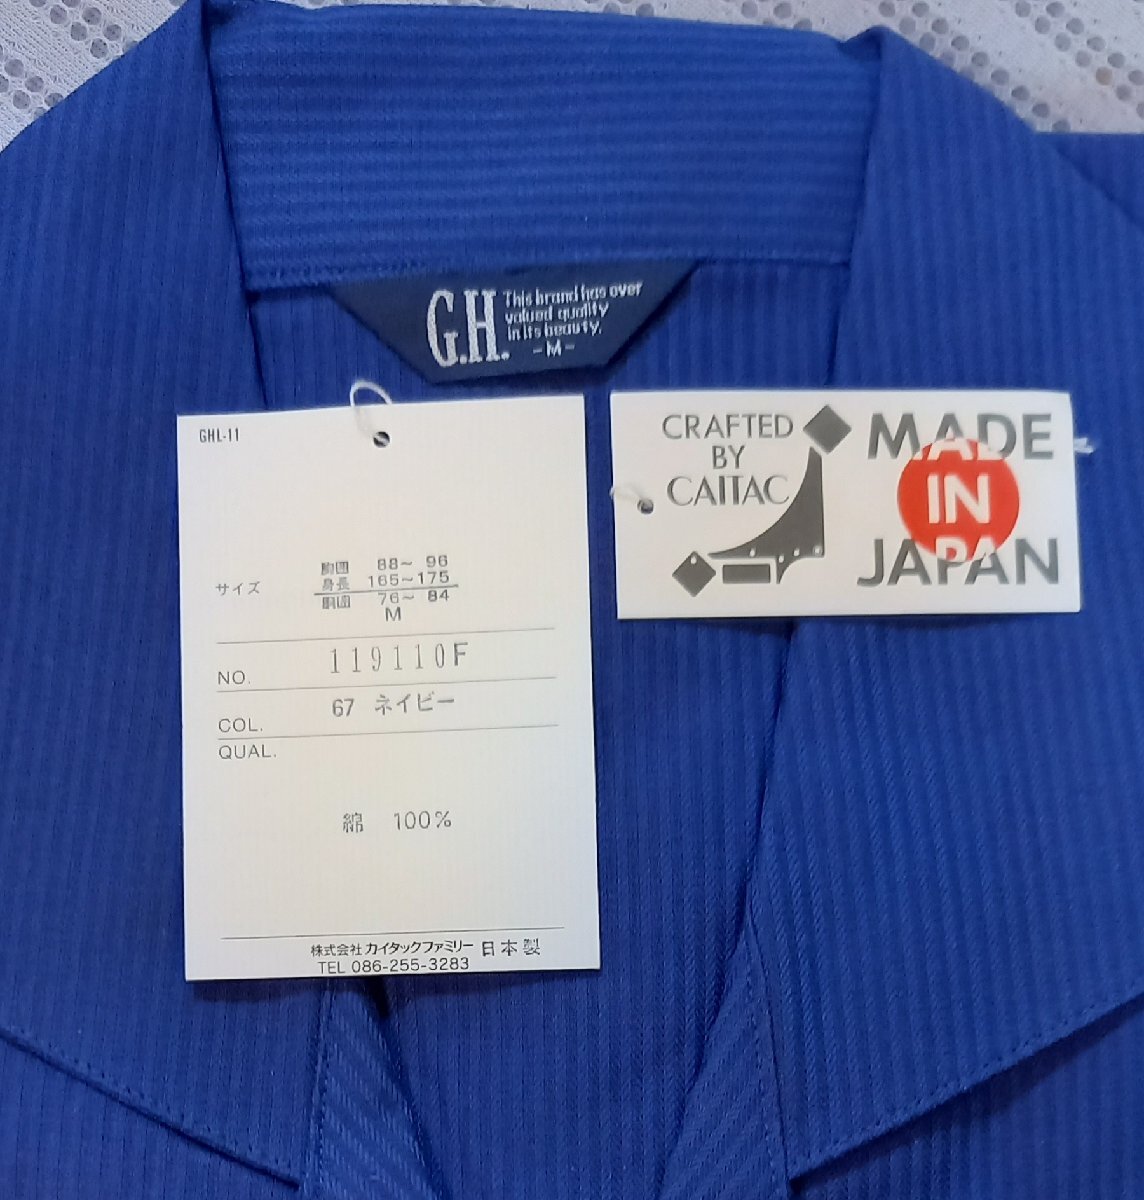 G.H.
This brand has over
valued quality
in its beauty.
-M-
GHL-11
サイズ
胸囲 88～ 96
身長 165～175
胴囲 76～ 84
M
NO. 119110F
COL. 67 ネイビー
QUAL.
綿 100%
株式会社カイタックファミリー 日本製
TEL 086-255-3283
CRAFTED
BY
CAITAC
MADE
IN
JAPAN